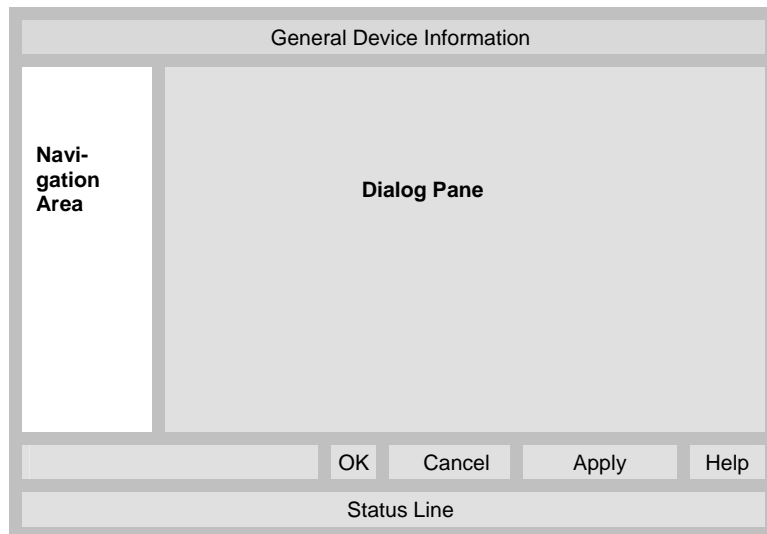 General Device Information
Navi-
gation
Area
Dialog Pane
OK Cancel Apply Help
Status Line